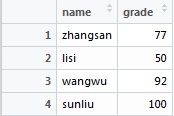 name grade
1 zhangsan 77
2 lisi 50
3 wangwu 92
4 sunliu 100